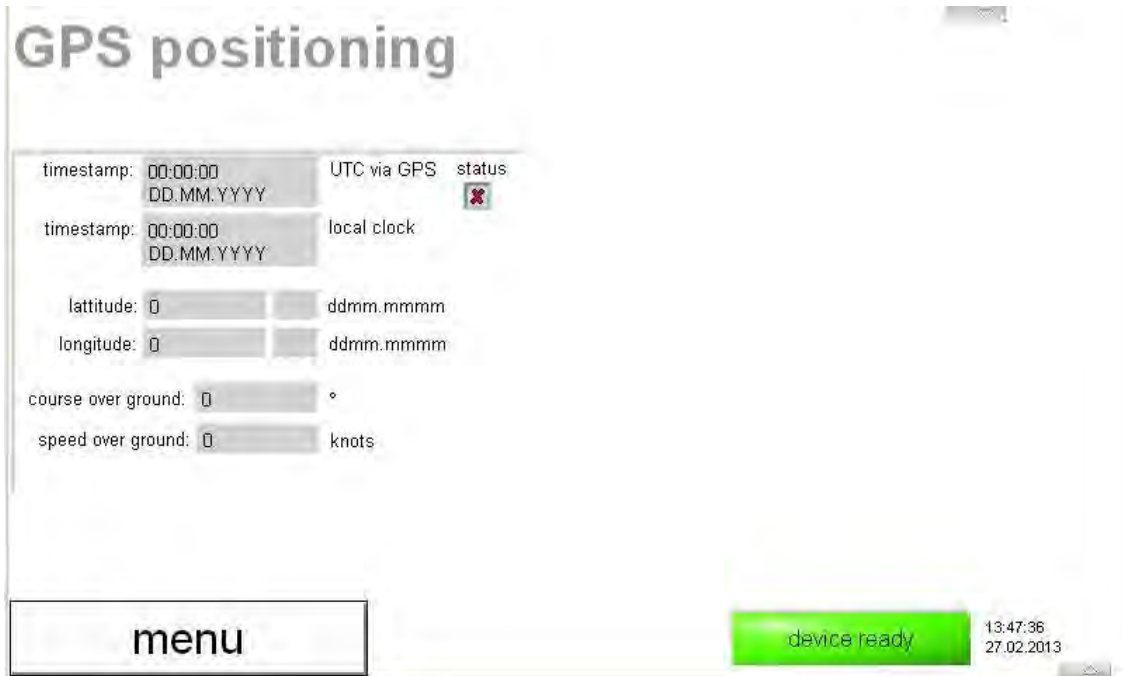 GPS positioning
timestamp: 00:00:00 UTC via GPS status
DD.MM.YYYY
timestamp: 00:00:00 local clock
DD.MM.YYYY
lattitude: 0 ddmm.mmmm
longitude: 0 ddmm.mmmm
course over ground: 0 °
speed over ground: 0 knots
menu
device ready
13:47:36
27.02.2013